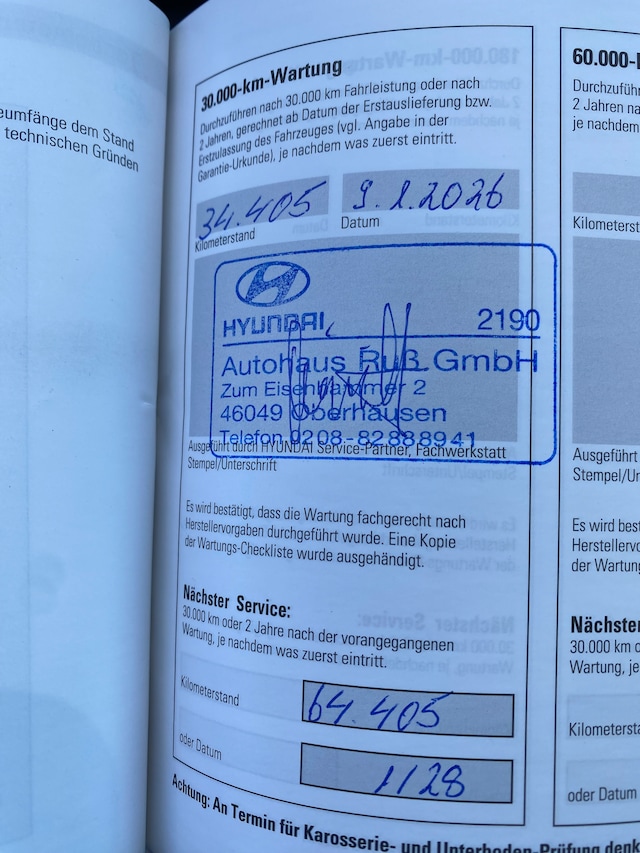 eumfänge dem Stand
technischen Gründen
30.000-km-Wartung
Durchzuführen nach 30.000 km Fahrleistung oder nach
2 Jahren, gerechnet ab Datum der Erstauslieferung bzw.
Erstzulassung des Fahrzeuges (vgl. Angabe in der
Garantie-Urkunde), je nachdem was zuerst eintritt.
34.405 9.1.2026
Kilometerstand Datum
HYUNDAI 2190
Autohaus Ruß GmbH
Zum Eisenhammer 2
46049 Oberhausen
Telefon 0208-82888941
Ausgeführt durch HYUNDAI Service-Partner, Fachwerkstatt
Stempel/Unterschrift
Es wird bestätigt, dass die Wartung fachgerecht nach
Herstellervorgaben durchgeführt wurde. Eine Kopie
der Wartungs-Checkliste wurde ausgehändigt.
Nächster Service:
30.000 km oder 2 Jahre nach der vorangegangenen
Wartung, je nachdem was zuerst eintritt.
Kilometerstand 64.405
oder Datum 1/28
Achtung: An Termin für Karosserie- und Unterboden-Prüfung denk
60.000-
Durchzuführ
2 Jahren na
je nachdem
Kilometerst
Ausgeführt
Stempel/Un
Es wird best
Herstellervo
der Wartung
Nächster
30.000 km o
Wartung, je
Kilometersta
oder Datum